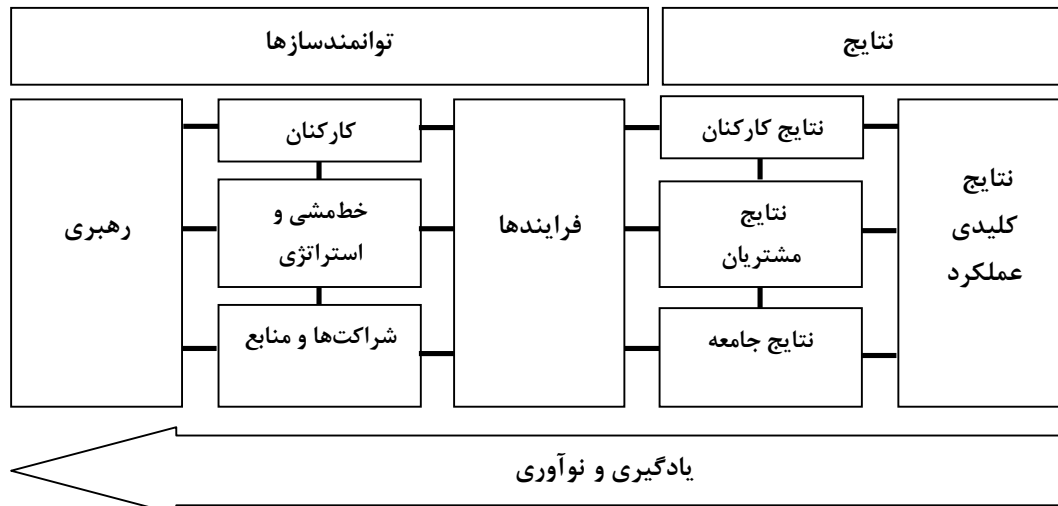 توانمندسازها
نتایج
رهبری
کارکنان
خط‌مشی و
استراتژی
شراکت‌ها و منابع
فرایندها
نتایج کارکنان
نتایج
مشتریان
نتایج جامعه
نتایج
کلیدی
عملکرد
یادگیری و نوآوری